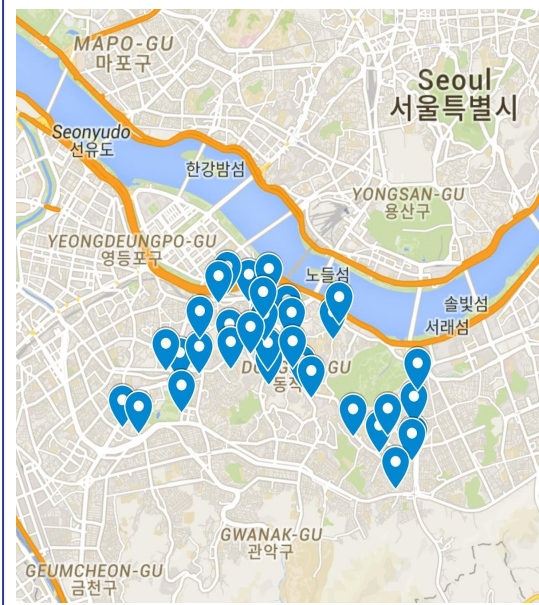 MAPO-GU
마포구
Seoul
서울특별시
Seonyudo
선유도
한강밤섬
YONGSAN-GU
용산구
YEONGDEUNGPO-GU
영등포구
노들섬
솔빛섬
서래섬
GU
동작
GWANAK-GU
관악구
GEUMCHEON-GU
금천구